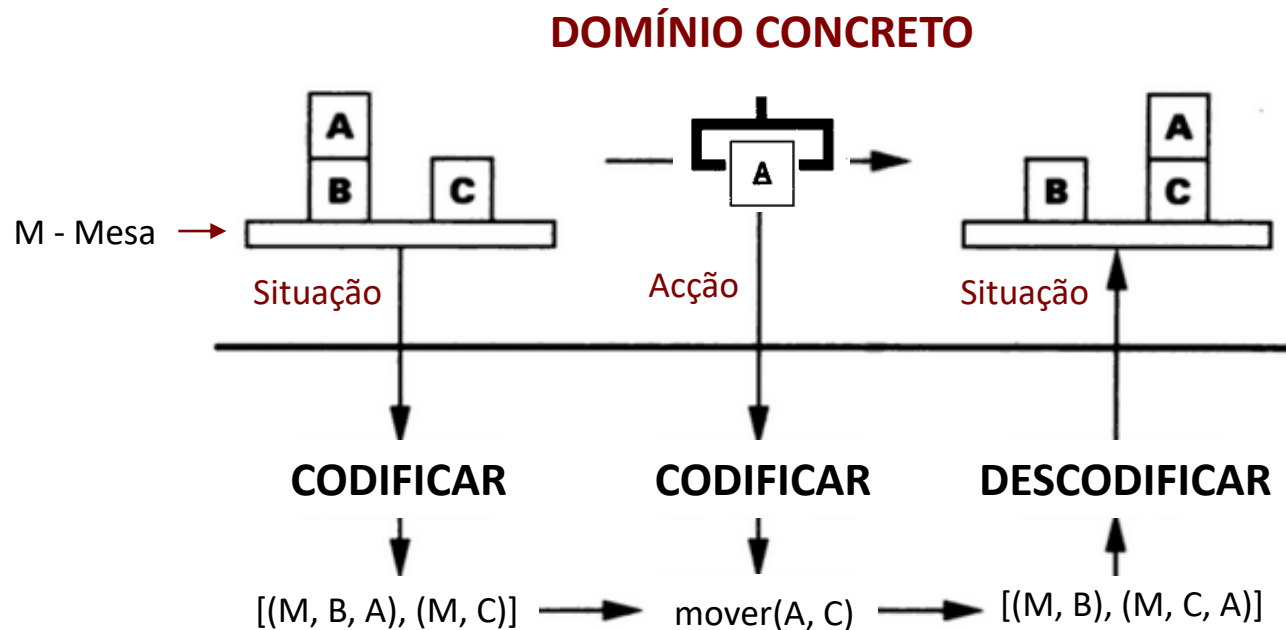 DOMÍNIO CONCRETO
A
B
C
A
B
A
C
M - Mesa
Situação
Acção
Situação
CODIFICAR
CODIFICAR
DESCODIFICAR
[(M, B, A), (M, C)]
mover(A, C)
[(M, B), (M, C, A)]